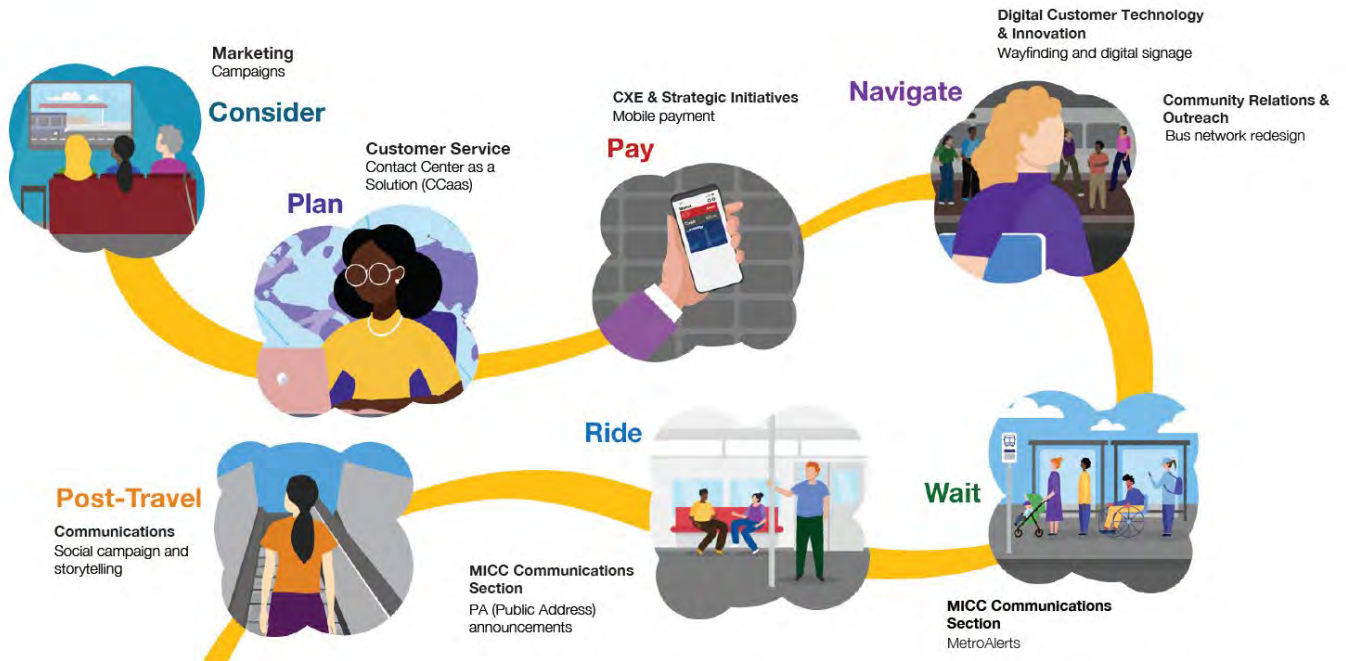 Marketing
Campaigns
Consider
Customer Service
Contact Center as a
Solution (CCaas)
Plan
CXE & Strategic Initiatives
Mobile payment
Pay
Digital Customer Technology
& Innovation
Wayfinding and digital signage
Navigate
Community Relations &
Outreach
Bus network redesign
Wait
MICC Communications
Section
MetroAlerts
Ride
MICC Communications
Section
PA (Public Address)
announcements
Post-Travel
Communications
Social campaign and
storytelling